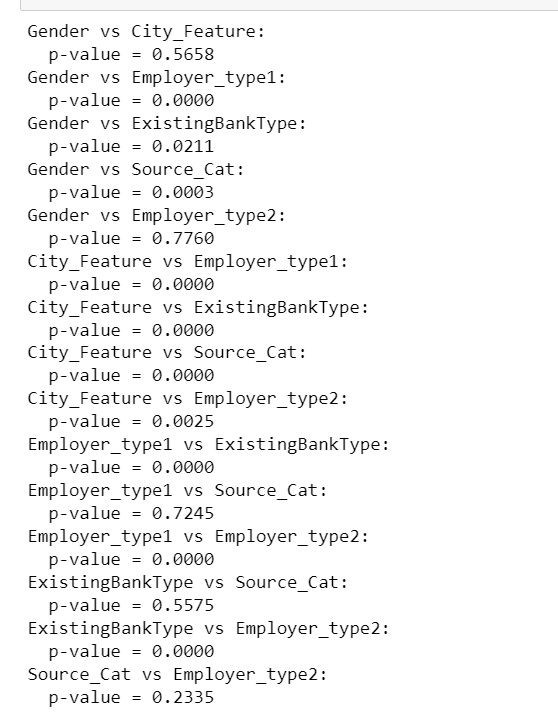 Gender vs City_Feature:
p-value = 0.5658
Gender vs Employer_type1:
p-value = 0.0000
Gender vs ExistingBankType:
p-value = 0.0211
Gender vs Source_Cat:
p-value = 0.0003
Gender vs Employer_type2:
p-value = 0.7760
City_Feature vs Employer_type1:
p-value = 0.0000
City_Feature vs ExistingBankType:
p-value = 0.0000
City_Feature vs Source_Cat:
p-value = 0.0000
City_Feature vs Employer_type2:
p-value = 0.0025
Employer_type1 vs ExistingBankType:
p-value = 0.0000
Employer_type1 vs Source_Cat:
p-value = 0.7245
Employer_type1 vs Employer_type2:
p-value = 0.0000
ExistingBankType vs Source_Cat:
p-value = 0.5575
ExistingBankType vs Employer_type2:
p-value = 0.0000
Source_Cat vs Employer_type2:
p-value = 0.2335